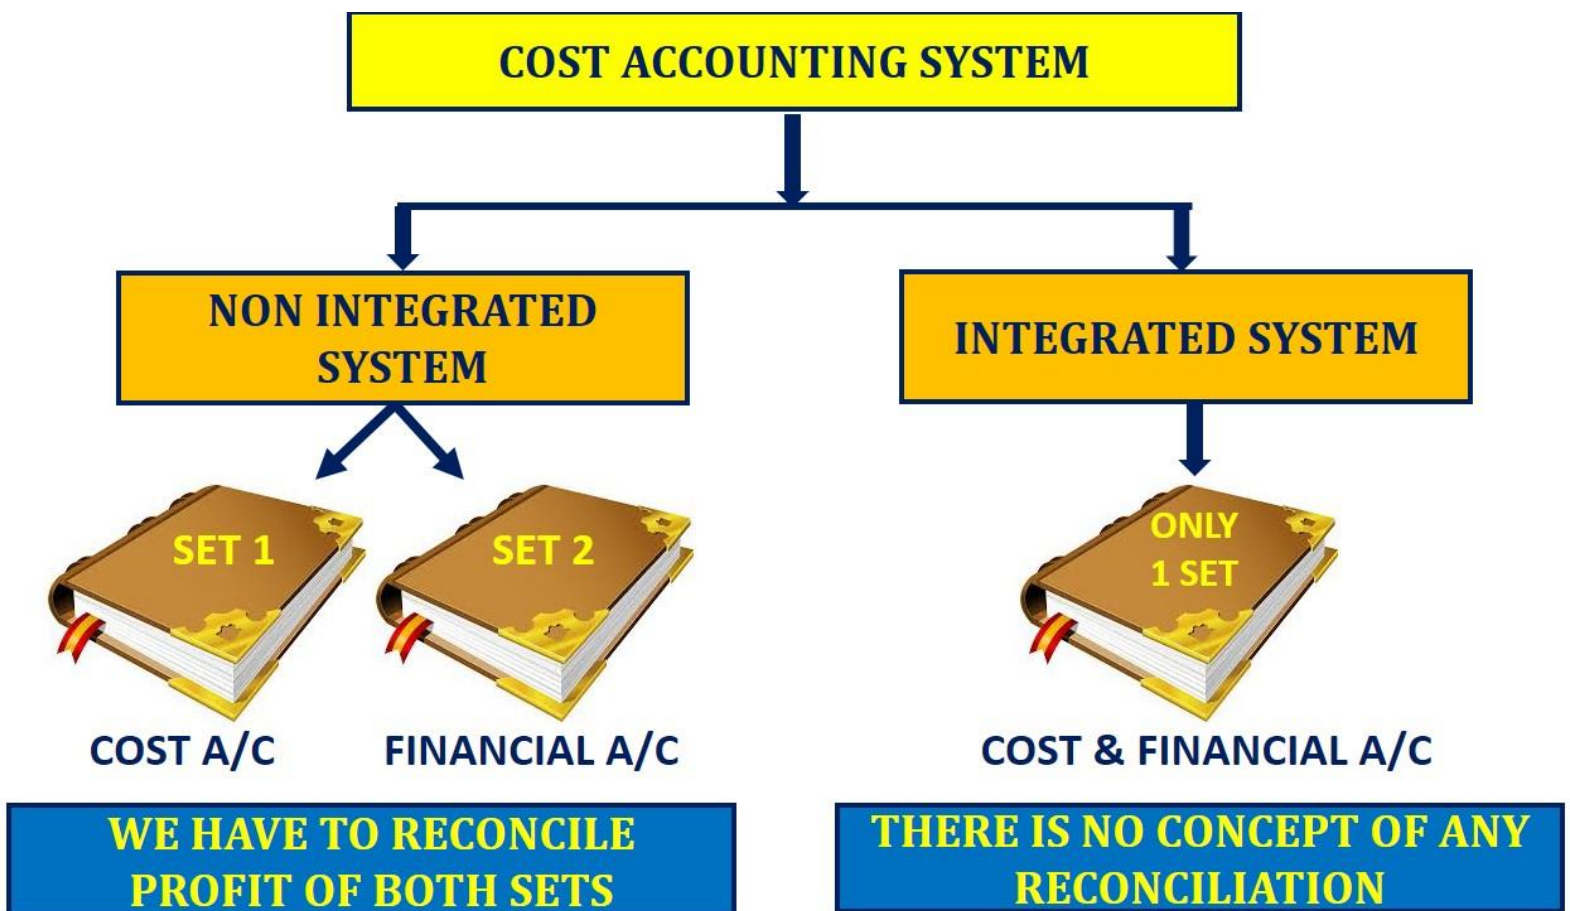 COST ACCOUNTING SYSTEM
NON INTEGRATED
SYSTEM
INTEGRATED SYSTEM
SET 1
SET 2
ONLY
1 SET
COST A/C
FINANCIAL A/C
COST & FINANCIAL A/C
WE HAVE TO RECONCILE
PROFIT OF BOTH SETS
THERE IS NO CONCEPT OF ANY
RECONCILIATION